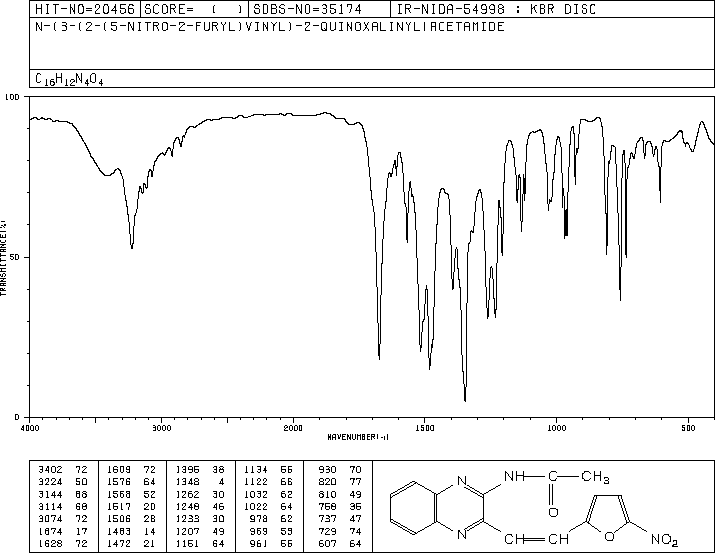 HIT-NO=20456 SCORE= ( ) SDBS-NO=35174 IR-NIDA-54998 : KBR DISC
N-(3-(2-(5-NITRO-2-FURYL)VINYL)-2-QUINOXALINYL)ACETAMIDE
C16H12N4O4
100
TRANSMITTANCE(%)
50
0
4000 3000 2000 1500 1000 500
WAVENUMBER(-1)
3402 72 1609 72 1396 38 1134 56 930 70
3224 50 1576 64 1348 4 1122 66 820 77
3144 68 1568 52 1262 30 1032 62 810 49
3114 68 1517 20 1248 46 1022 64 758 35
3074 72 1506 28 1233 30 978 62 737 47
1674 17 1483 14 1207 49 969 729 74
1628 72 1472 21 1151 64 961 55 607 64
N NH C CH3
O
N CH CH O NO2